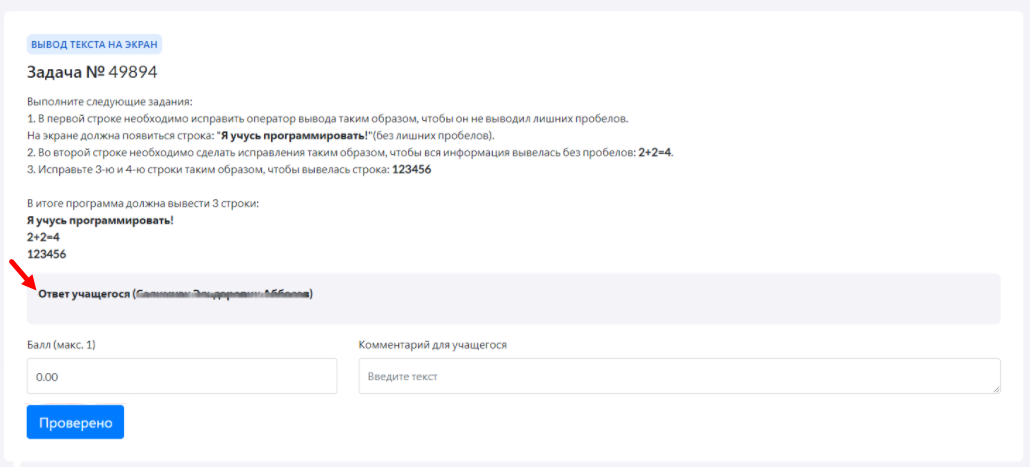 ВЫВОД ТЕКСТА НА ЭКРАН
Задача № 49894
Выполните следующие задания:
1. В первой строке необходимо исправить оператор вывода таким образом, чтобы он не выводил лишних пробелов.
На экране должна появиться строка: "Я учусь программировать!"(без лишних пробелов).
2. Во второй строке необходимо сделать исправления таким образом, чтобы вся информация вывелась без пробелов: 2+2=4.
3. Исправьте 3-ю и 4-ю строки таким образом, чтобы вывелась строка: 123456
В итоге программа должна вывести 3 строки:
Я учусь программировать!
2+2=4
123456
Ответ учащегося (
Балл (макс. 1)
Комментарий для учащегося
0.00
Введите текст
Проверено